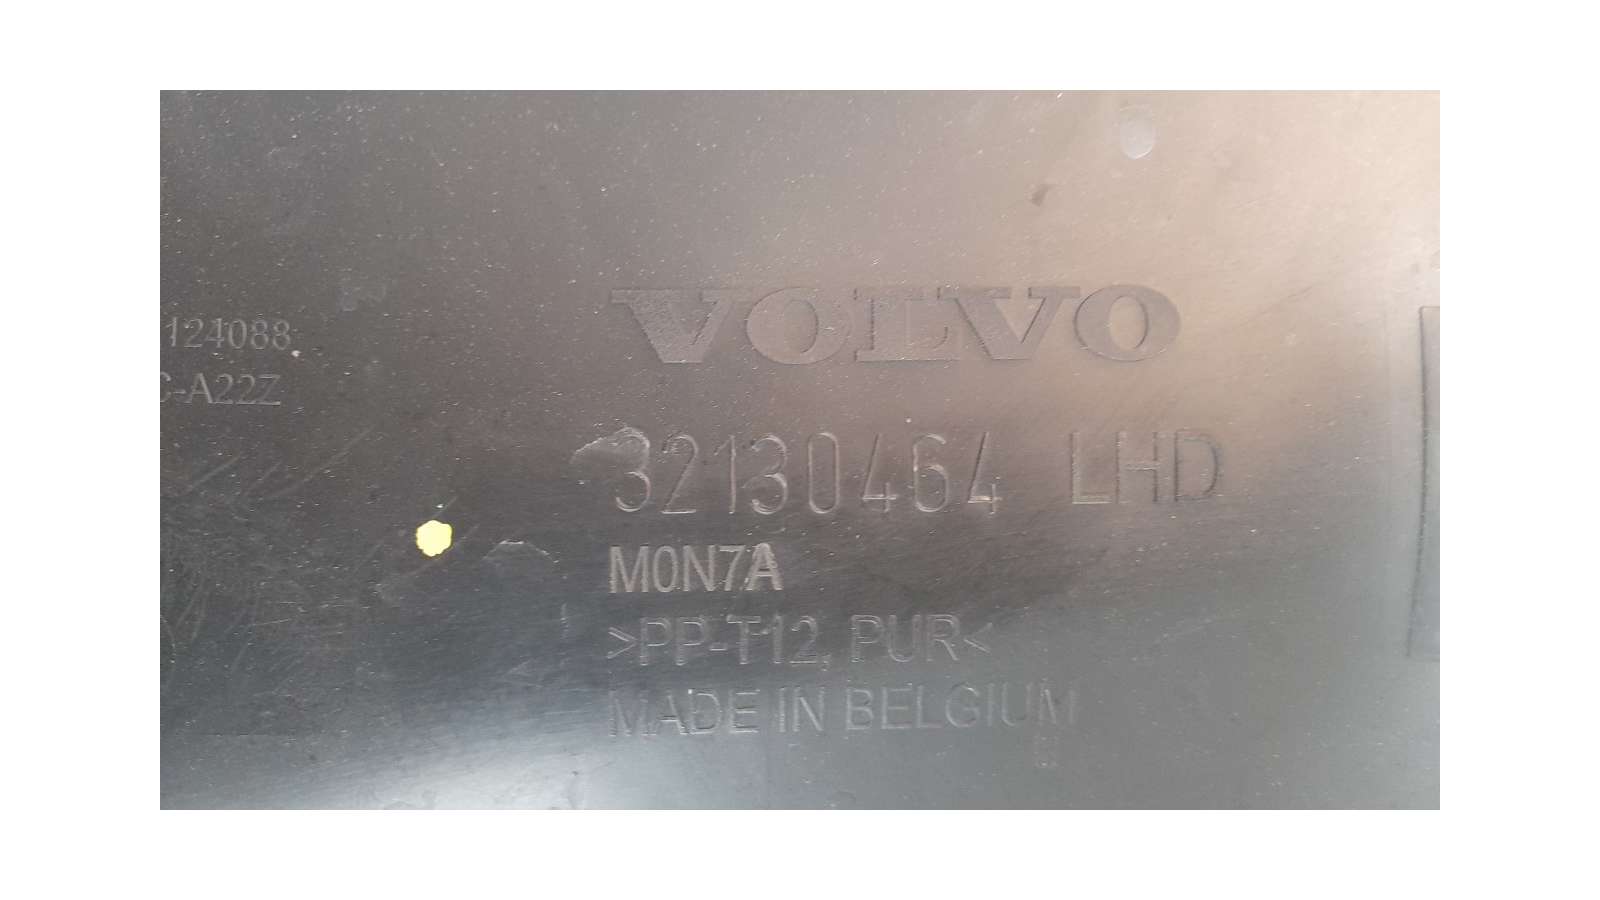 124088
C-A22Z
VOLVO
32130464 LHD
M0N7A
>PP-T12, PUR<
MADE IN BELGIUM